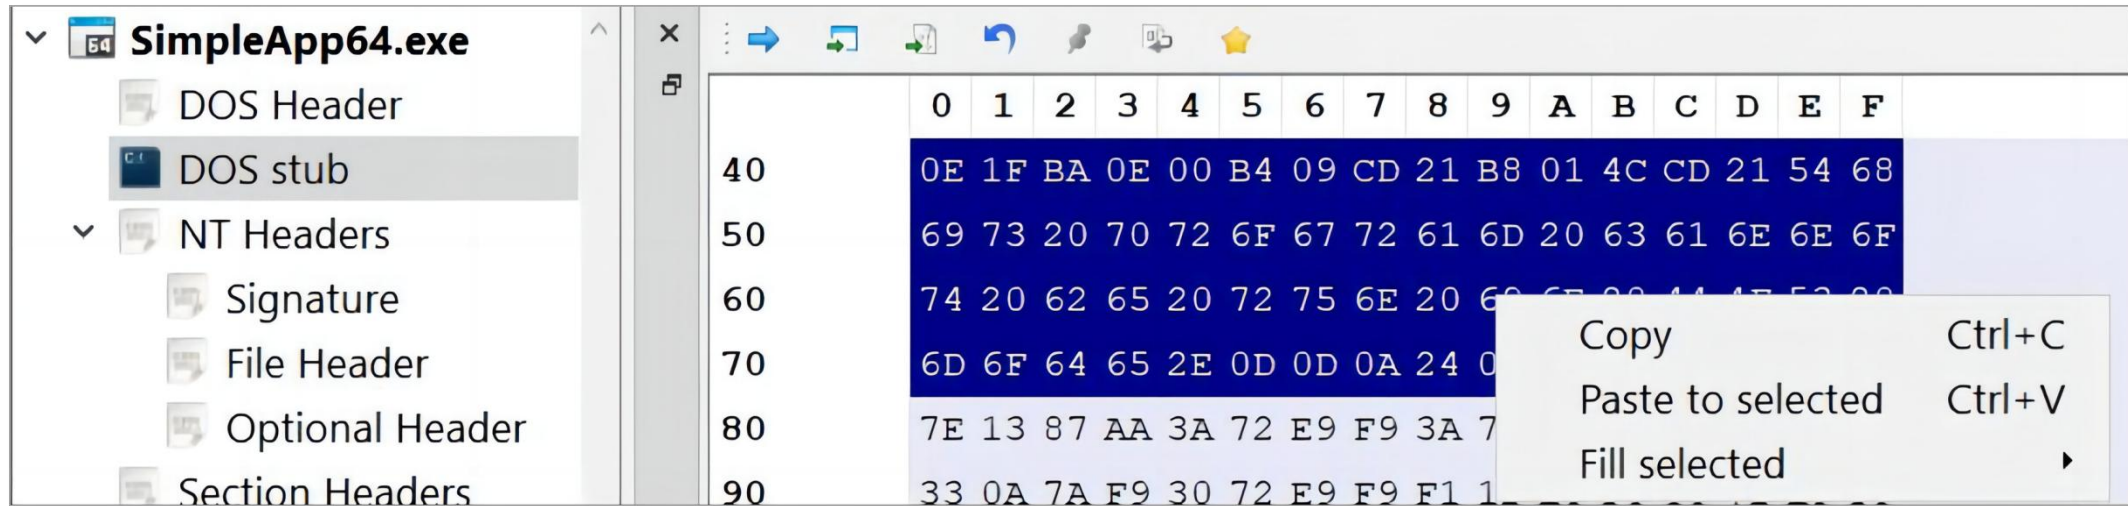 SimpleApp64.exe
DOS Header
DOS stub
NT Headers
Signature
File Header
Optional Header
Section Headers
0 1 2 3 4 5 6 7 8 9 A B C D E F
40 0E 1F BA 0E 00 B4 09 CD 21 B8 01 4C CD 21 54 68
50 69 73 20 70 72 6F 67 72 61 6D 20 63 61 6E 6E 6F
60 74 20 62 65 20 72 75 6E 20
70 6D 6F 64 65 2E 0D 0D 0A 24
80 7E 13 87 AA 3A 72 E9 F9 3A
90 33 0A 7A F9 30 72 E9 F9 F1
Copy Ctrl+C
Paste to selected Ctrl+V
Fill selected